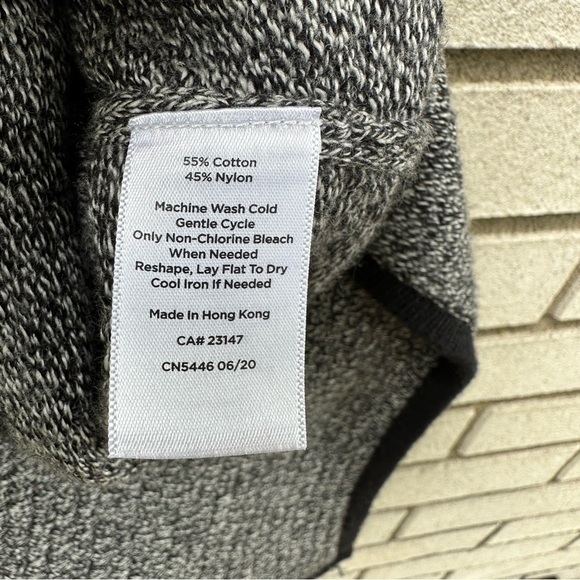 55% Cotton
45% Nylon
Machine Wash Cold
Gentle Cycle
Only Non-Chlorine Bleach
When Needed
Reshape, Lay Flat To Dry
Cool Iron If Needed
Made In Hong Kong
CA# 23147
CN5446 06/20